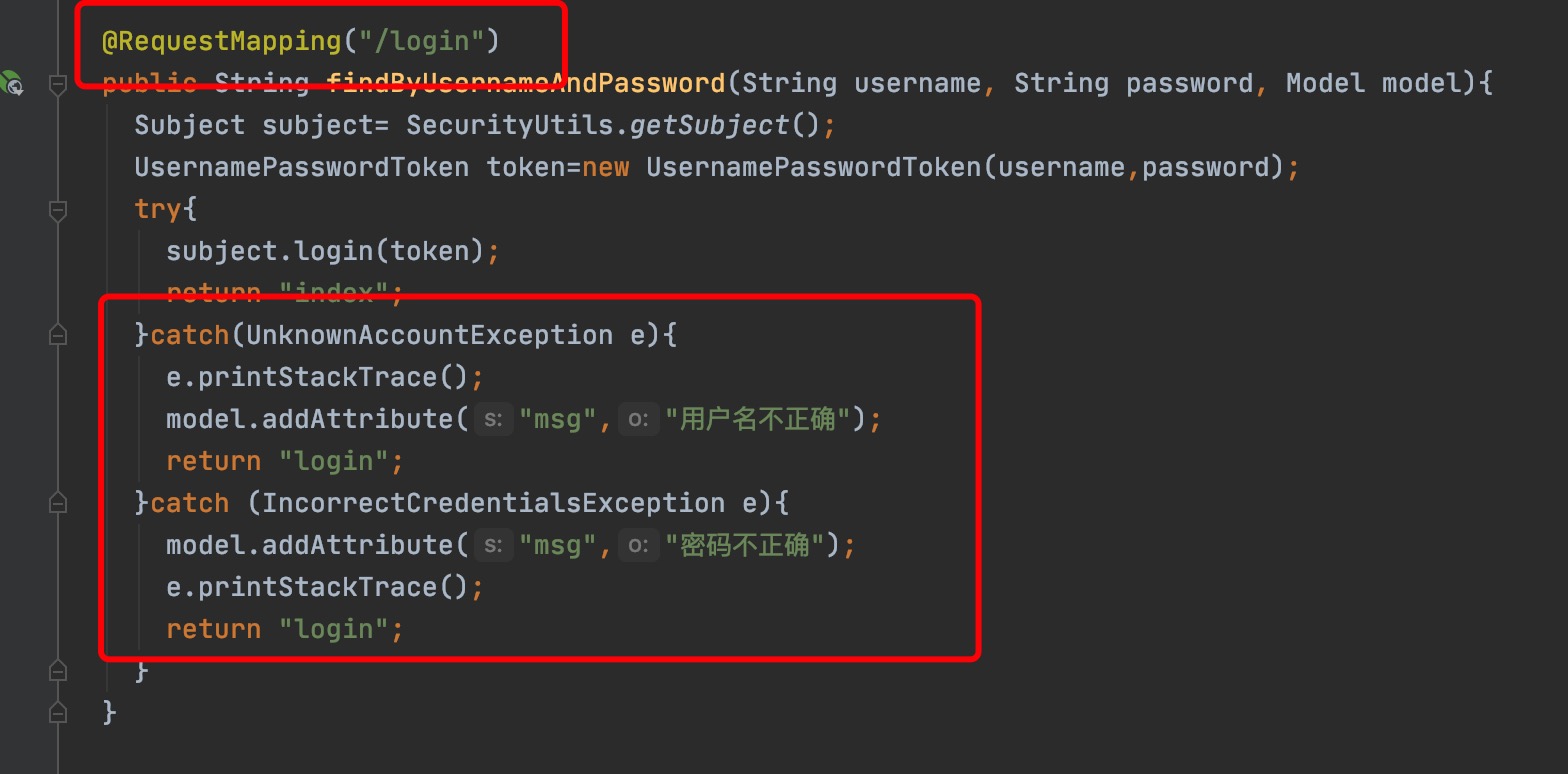 @RequestMapping("/login")
public String findByUsernameAndPassword(String username, String password, Model model){
Subject subject= SecurityUtils.getSubject();
UsernamePasswordToken token=new UsernamePasswordToken(username,password);
try{
subject.login(token);
return "index";
}catch(UnknownAccountException e){
e.printStackTrace();
model.addAttribute( s: "msg", o: "用户名不正确");
return "login";
}catch (IncorrectCredentialsException e){
model.addAttribute( s: "msg", o: "密码不正确");
e.printStackTrace();
return "login";
}
}